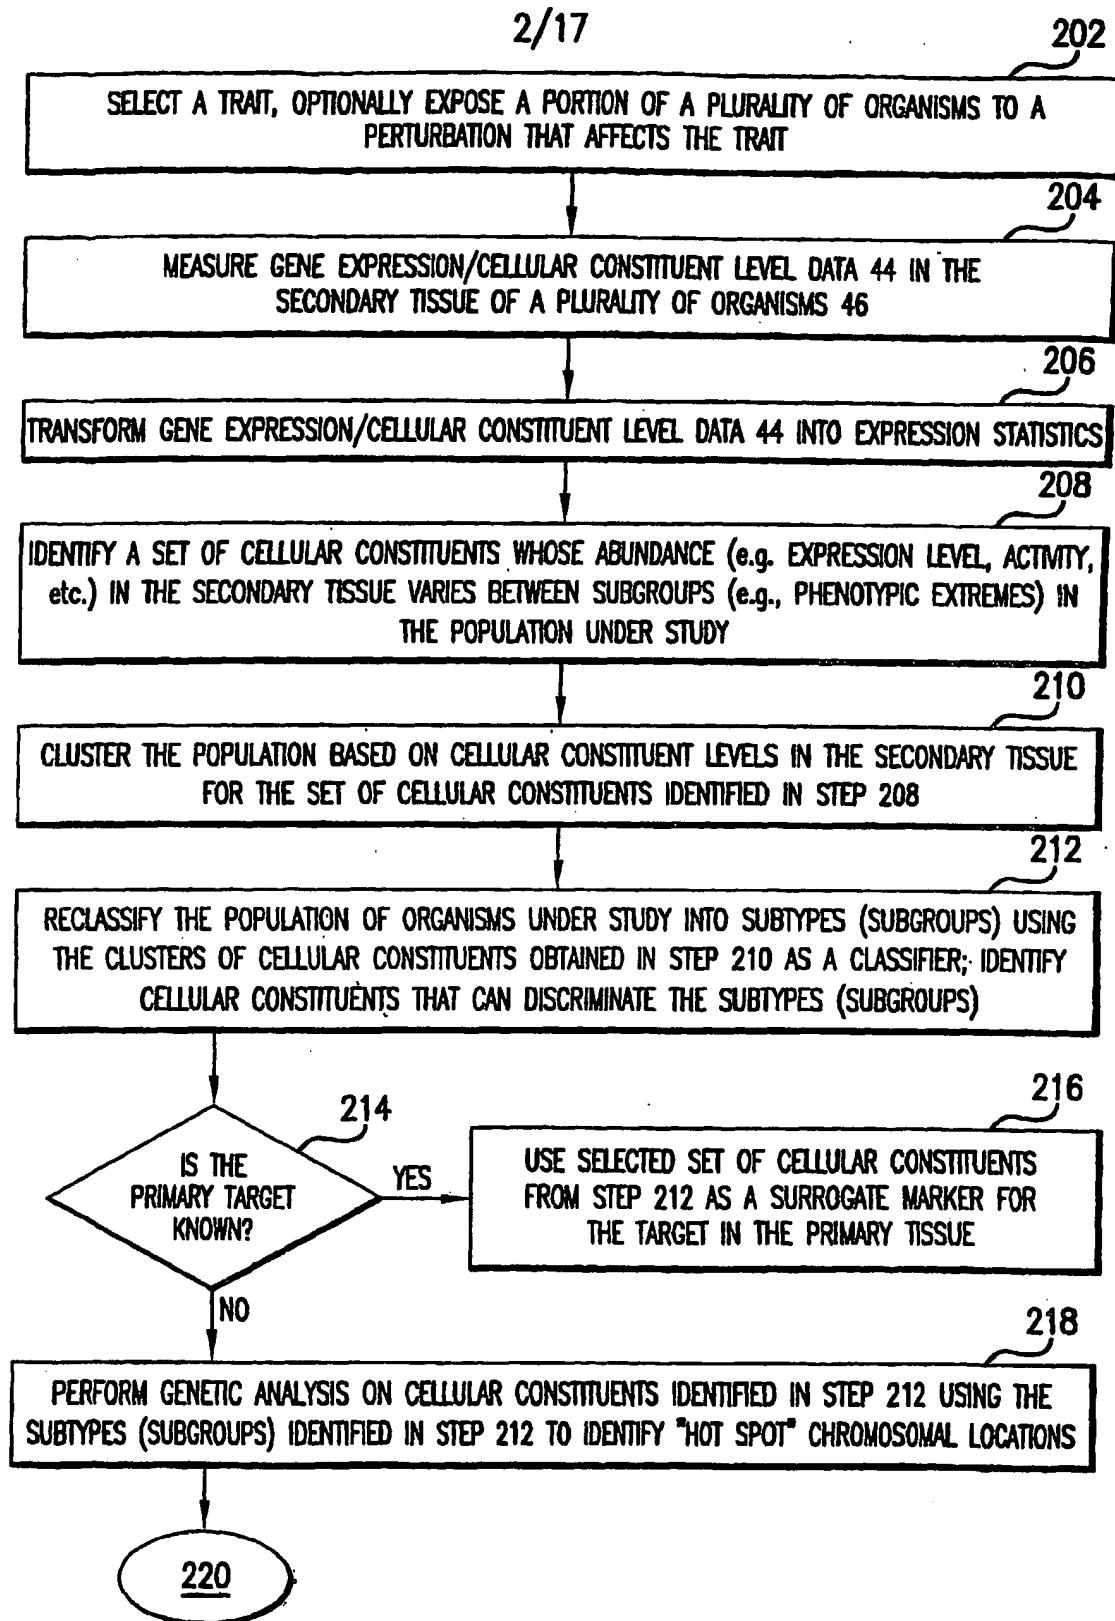 2/17
202
SELECT A TRAIT, OPTIONALLY EXPOSE A PORTION OF A PLURALITY OF ORGANISMS TO A
PERTURBATION THAT AFFECTS THE TRAIT
204
MEASURE GENE EXPRESSION/CELLULAR CONSTITUENT LEVEL DATA 44 IN THE
SECONDARY TISSUE OF A PLURALITY OF ORGANISMS 46
206
TRANSFORM GENE EXPRESSION/CELLULAR CONSTITUENT LEVEL DATA 44 INTO EXPRESSION STATISTICS
208
IDENTIFY A SET OF CELLULAR CONSTITUENTS WHOSE ABUNDANCE (e.g. EXPRESSION LEVEL, ACTIVITY,
etc.) IN THE SECONDARY TISSUE VARIES BETWEEN SUBGROUPS (e.g., PHENOTYPIC EXTREMES) IN
THE POPULATION UNDER STUDY
210
CLUSTER THE POPULATION BASED ON CELLULAR CONSTITUENT LEVELS IN THE SECONDARY TISSUE
FOR THE SET OF CELLULAR CONSTITUENTS IDENTIFIED IN STEP 208
212
RECLASSIFY THE POPULATION OF ORGANISMS UNDER STUDY INTO SUBTYPES (SUBGROUPS) USING
THE CLUSTERS OF CELLULAR CONSTITUENTS OBTAINED IN STEP 210 AS A CLASSIFIER; IDENTIFY
CELLULAR CONSTITUENTS THAT CAN DISCRIMINATE THE SUBTYPES (SUBGROUPS)
214
IS THE
PRIMARY TARGET
KNOWN?
YES
216
USE SELECTED SET OF CELLULAR CONSTITUENTS
FROM STEP 212 AS A SURROGATE MARKER FOR
THE TARGET IN THE PRIMARY TISSUE
NO
218
PERFORM GENETIC ANALYSIS ON CELLULAR CONSTITUENTS IDENTIFIED IN STEP 212 USING THE
SUBTYPES (SUBGROUPS) IDENTIFIED IN STEP 212 TO IDENTIFY "HOT SPOT" CHROMOSOMAL LOCATIONS
220